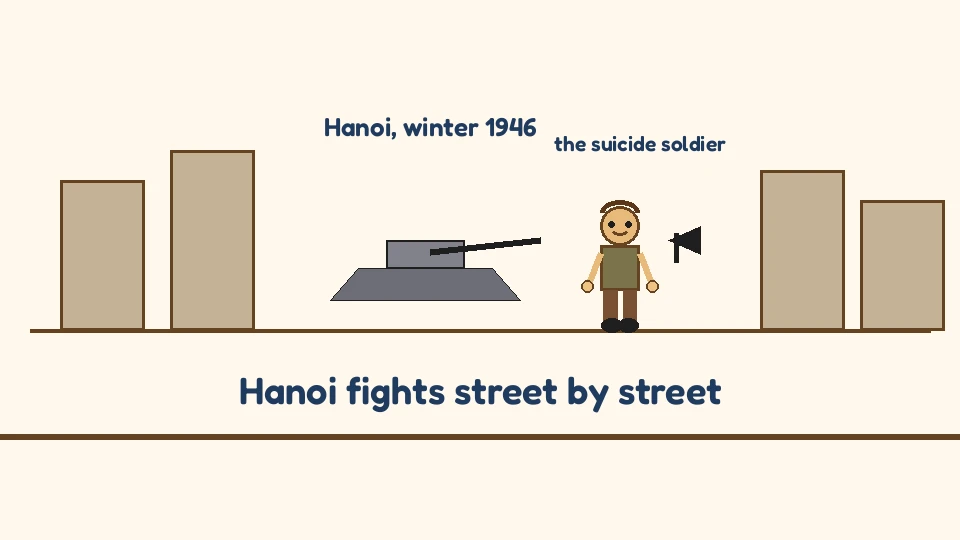 Hanoi, winter 1946
the suicide soldier
Hanoi fights street by street